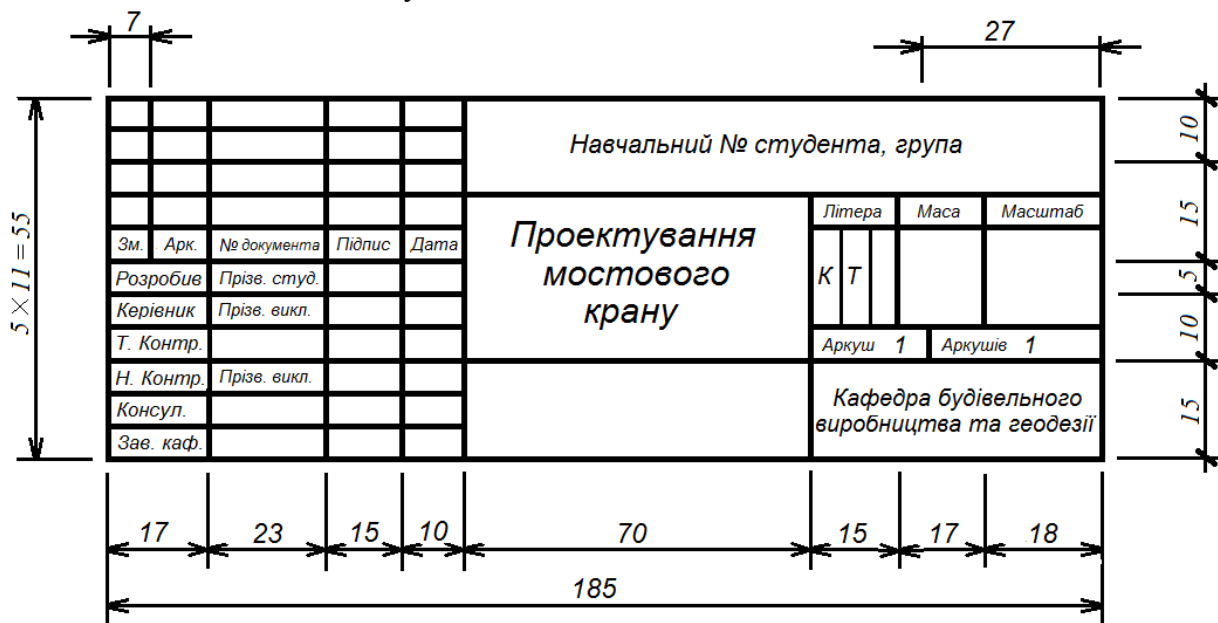 7
27
Навчальний № студента, група
10
15
5
10
15
5 × 11 = 55
Літера Маса Масштаб
Проектування
мостового
крану
К Т
Зм. Арк. № документа Підпис Дата
Розробив Прізв. студ.
Керівник Прізв. викл.
Т. Контр.
Аркуш 1 Аркушів 1
Н. Контр. Прізв. викл.
Консул.
Зав. каф.
Кафедра будівельного
виробництва та геодезії
17 23 15 10 70 15 17 18
185